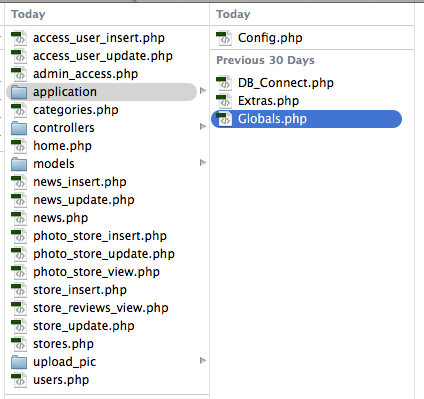 Today
access_user_insert.php
access_user_update.php
admin_access.php
application
categories.php
controllers
home.php
models
news_insert.php
news_update.php
news.php
photo_store_insert.php
photo_store_update.php
photo_store_view.php
store_insert.php
store_reviews_view.php
store_update.php
stores.php
upload_pic
users.php
Today
Config.php
Previous 30 Days
DB_Connect.php
Extras.php
Globals.php